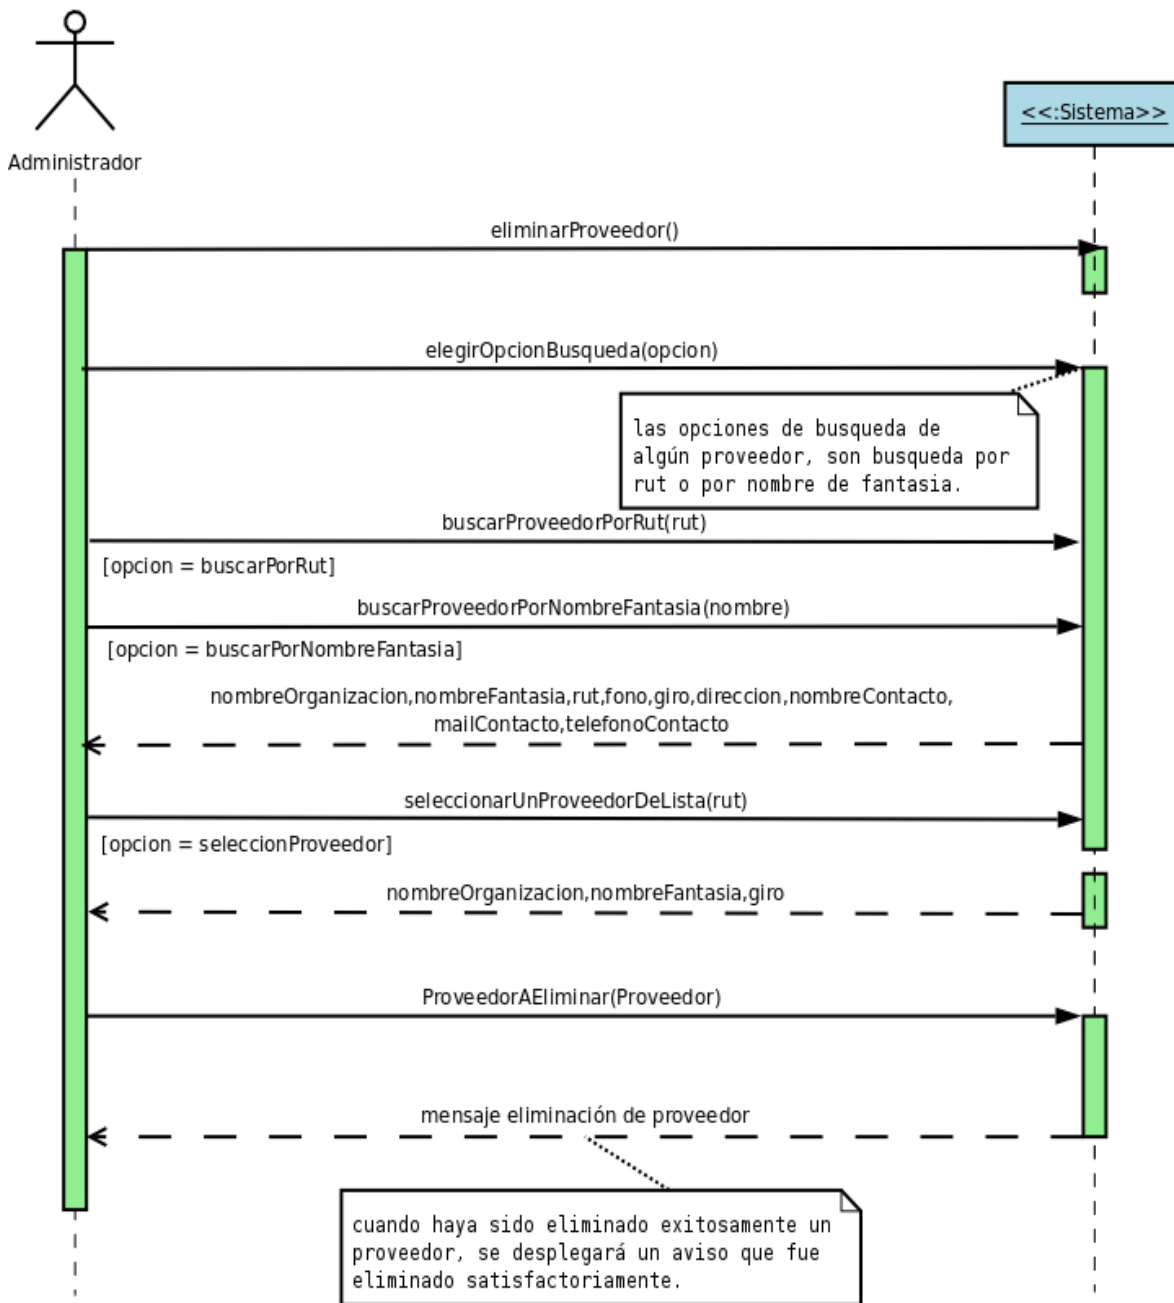 Administrador
<<:Sistema>>
eliminarProveedor()
elegirOpcionBusqueda(opcion)
las opciones de busqueda de
algún proveedor, son busqueda por
rut o por nombre de fantasia.
buscarProveedorPorRut(rut)
[opcion = buscarPorRut]
buscarProveedorPorNombreFantasia(nombre)
[opcion = buscarPorNombreFantasia]
nombreOrganizacion,nombreFantasia,rut,fono,giro,direccion,nombreContacto,
mailContacto,telefonoContacto
seleccionarUnProveedorDeLista(rut)
[opcion = seleccionProveedor]
nombreOrganizacion,nombreFantasia,giro
ProveedorAEliminar(Proveedor)
mensaje eliminación de proveedor
cuando haya sido eliminado exitosamente un
proveedor, se desplegará un aviso que fue
eliminado satisfactoriamente.